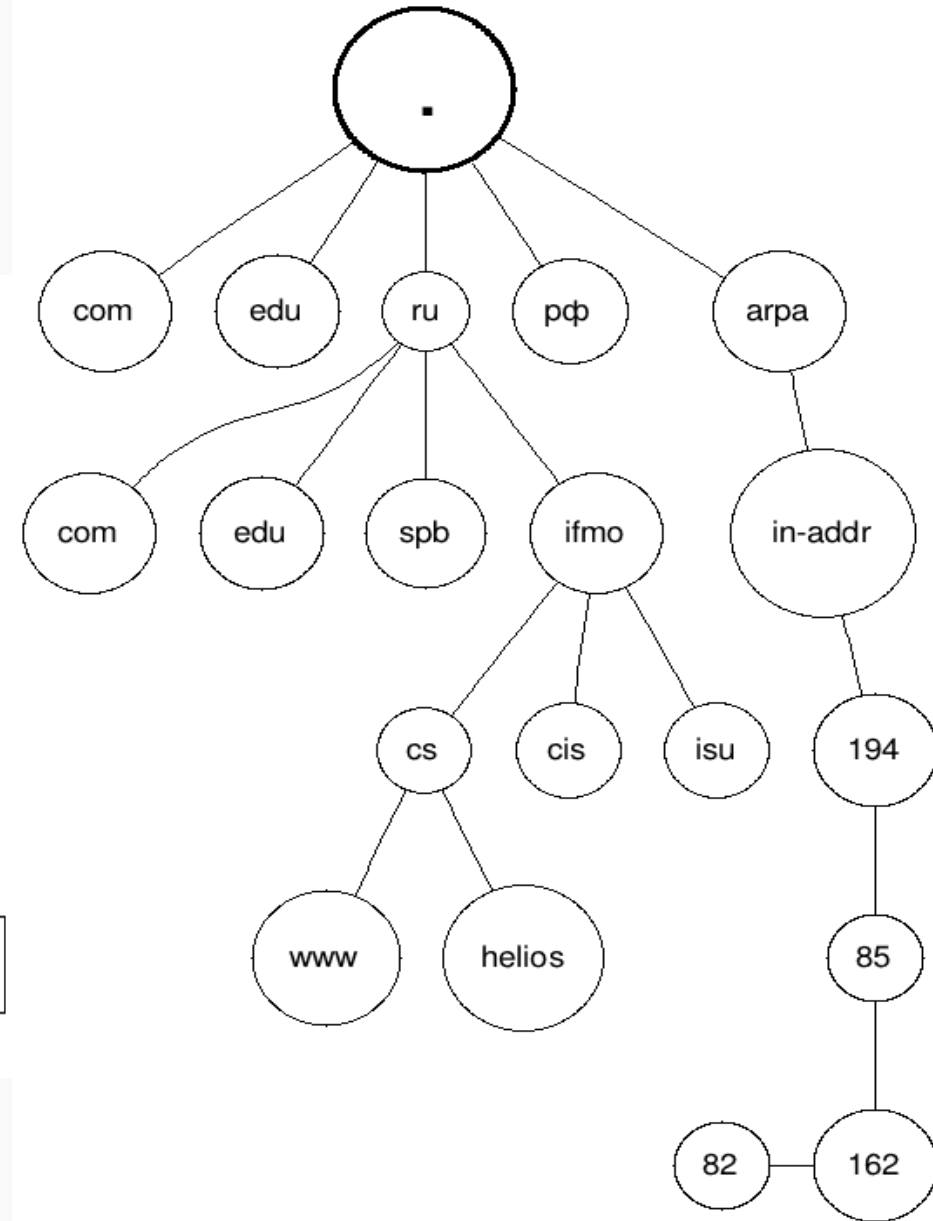 .
com
edu
ru
рф
arpa
com
edu
spb
ifmo
in-addr
cs
cis
isu
194
www
helios
85
82
162